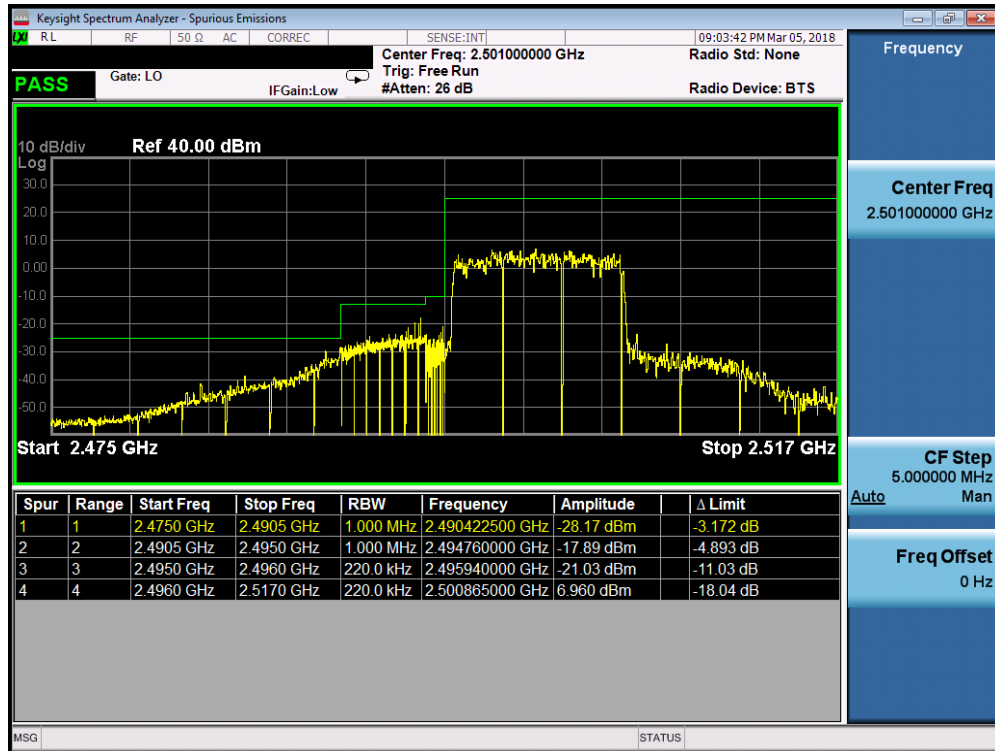 Keysight Spectrum Analyzer - Spurious Emissions
LXI RL RF 50 Ω AC CORREC SENSE:INT 09:03:42 PM Mar 05, 2018
Center Freq: 2.501000000 GHz Radio Std: None
Gate: LO Trig: Free Run
PASS IFGain:Low #Atten: 26 dB Radio Device: BTS
10 dB/div Ref 40.00 dBm
Log
30.0
20.0
10.0
0.00
-10.0
-20.0
-30.0
-40.0
-50.0
Start 2.475 GHz Stop 2.517 GHz
Spur Range Start Freq Stop Freq RBW Frequency Amplitude Δ Limit
1 1 2.4750 GHz 2.4905 GHz 1.000 MHz 2.490422500 GHz -28.17 dBm -3.172 dB
2 2 2.4905 GHz 2.4950 GHz 1.000 MHz 2.494760000 GHz -17.89 dBm -4.893 dB
3 3 2.4950 GHz 2.4960 GHz 220.0 kHz 2.495940000 GHz -21.03 dBm -11.03 dB
4 4 2.4960 GHz 2.5170 GHz 220.0 kHz 2.500865000 GHz 6.960 dBm -18.04 dB
MSG STATUS
Frequency
Center Freq
2.501000000 GHz
CF Step
5.000000 MHz
Auto Man
Freq Offset
0 Hz